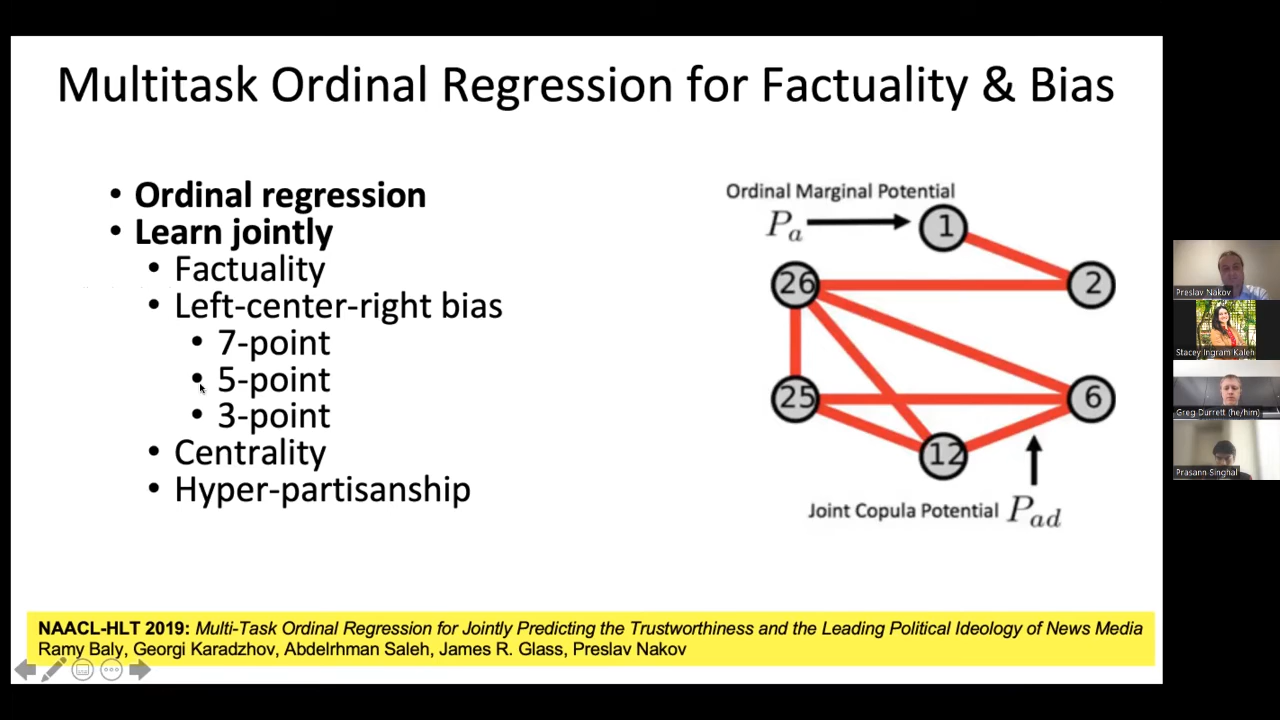 Multitask Ordinal Regression for Factuality & Bias
• Ordinal regression
• Learn jointly
• Factuality
• Left-center-right bias
• 7-point
• 5-point
• 3-point
• Centrality
• Hyper-partisanship
Ordinal Marginal Potential
Pa
1
26
2
25
6
12
Joint Copula Potential Pad
NAACL-HLT 2019: Multi-Task Ordinal Regression for Jointly Predicting the Trustworthiness and the Leading Political Ideology of News Media
Ramy Baly, Georgi Karadzhov, Abdelrhman Saleh, James R. Glass, Preslav Nakov
Preslav Nakov
Stacey Ingram Kaleh
Greg Durrett (he/him)
Prasann Singhal